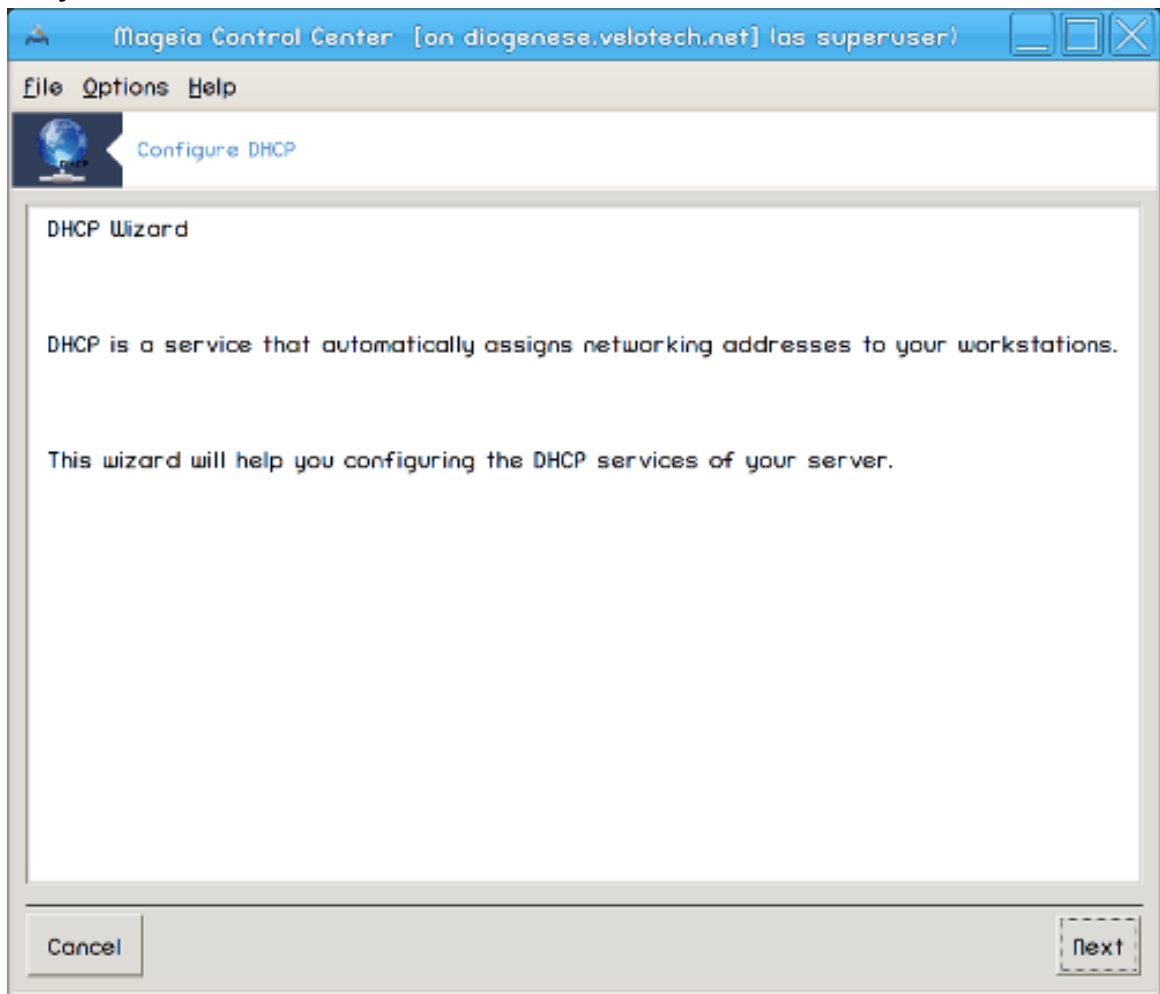 Mageia Control Center [on diogenese.velotech.net] (as superuser)
File Options Help
Configure DHCP
DHCP Wizard
DHCP is a service that automatically assigns networking addresses to your workstations.
This wizard will help you configuring the DHCP services of your server.
Cancel Next